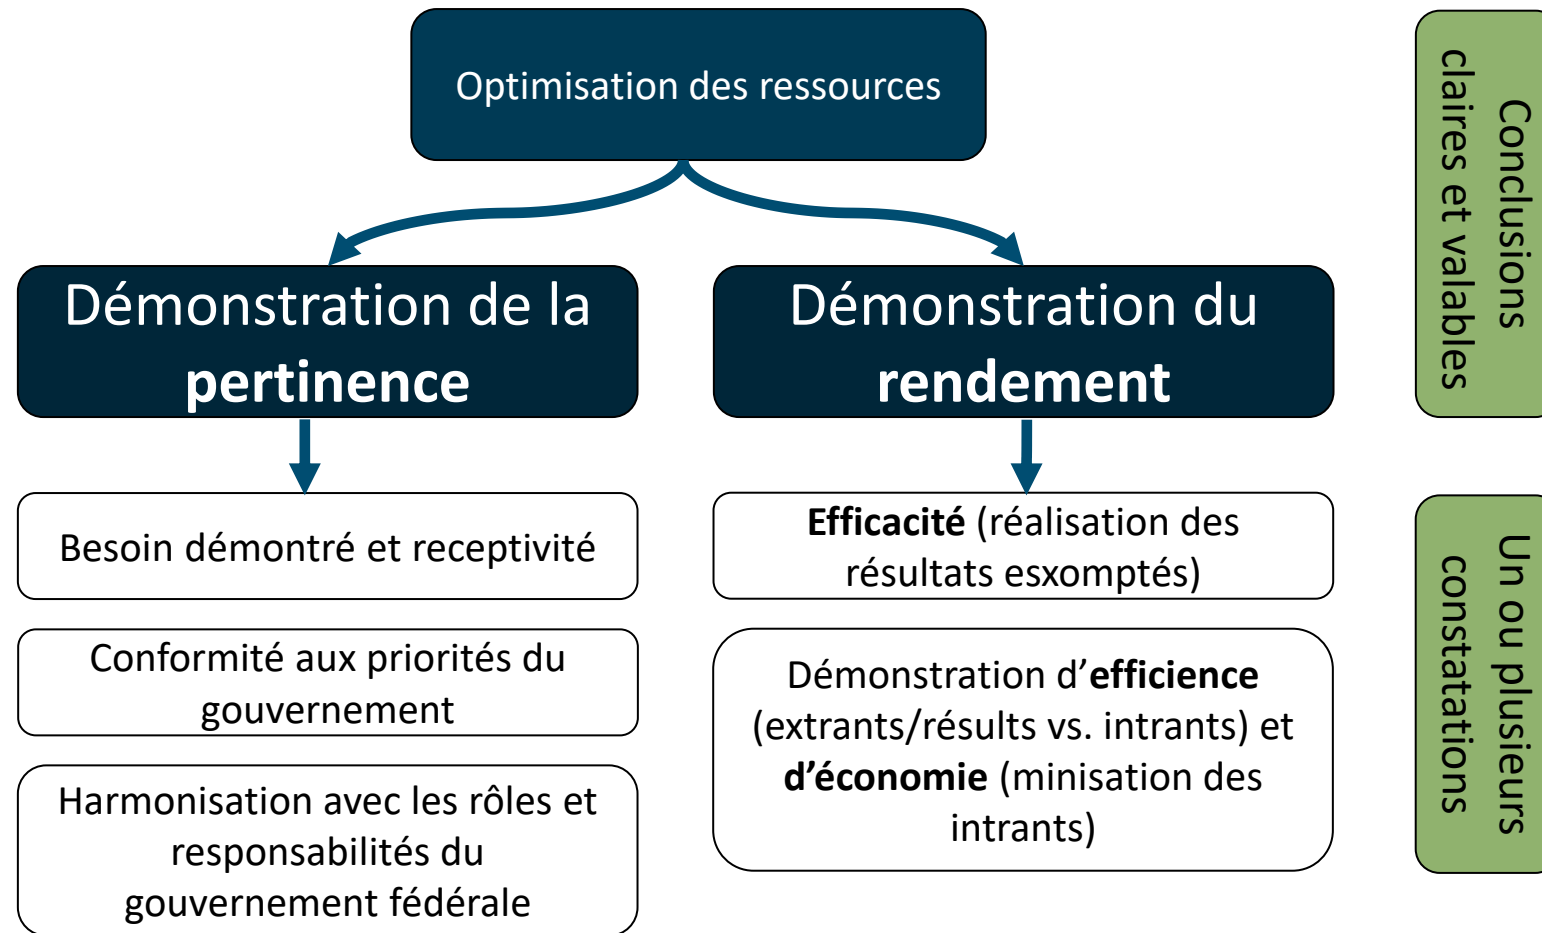 Optimisation des ressources
Démonstration de la
pertinence
Démonstration du
rendement
Besoin démontré et receptivité
Conformité aux priorités du
gouvernement
Harmonisation avec les rôles et
responsabilités du
gouvernement fédérale
Efficacité (réalisation des
résultats esxomptés)
Démonstration d’efficience
(extrants/résults vs. intrants) et
d’économie (minisation des
intrants)
Conclusions
claires et valables
Un ou plusieurs
constatations